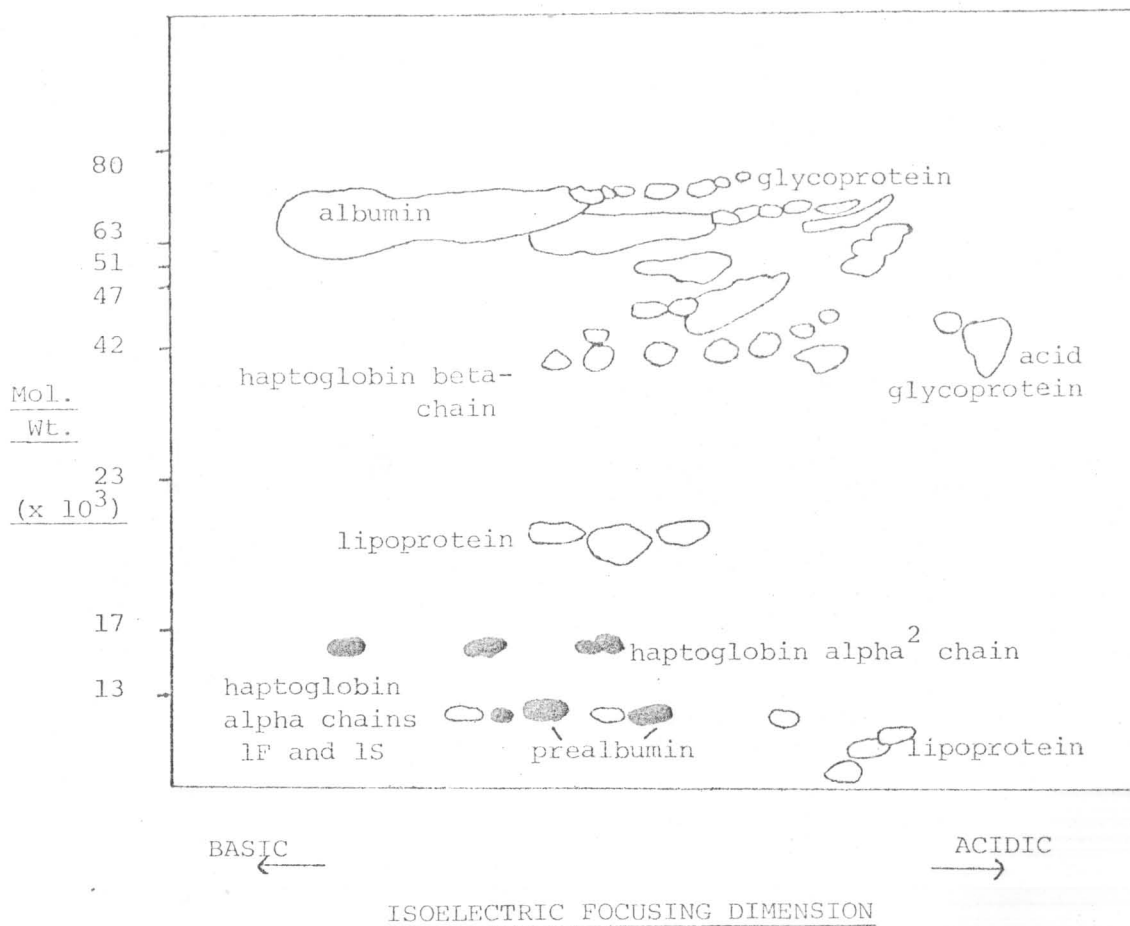 80
glycoprotein
albumin
63
51
47
42
haptoglobin beta-
chain
acid
glycoprotein
Mol.
Wt.
(x 10³)
23
lipoprotein
17
haptoglobin alpha² chain
13
haptoglobin
alpha chains
1F and 1S
prealbumin
lipoprotein
BASIC
ACIDIC
ISOELECTRIC FOCUSING DIMENSION